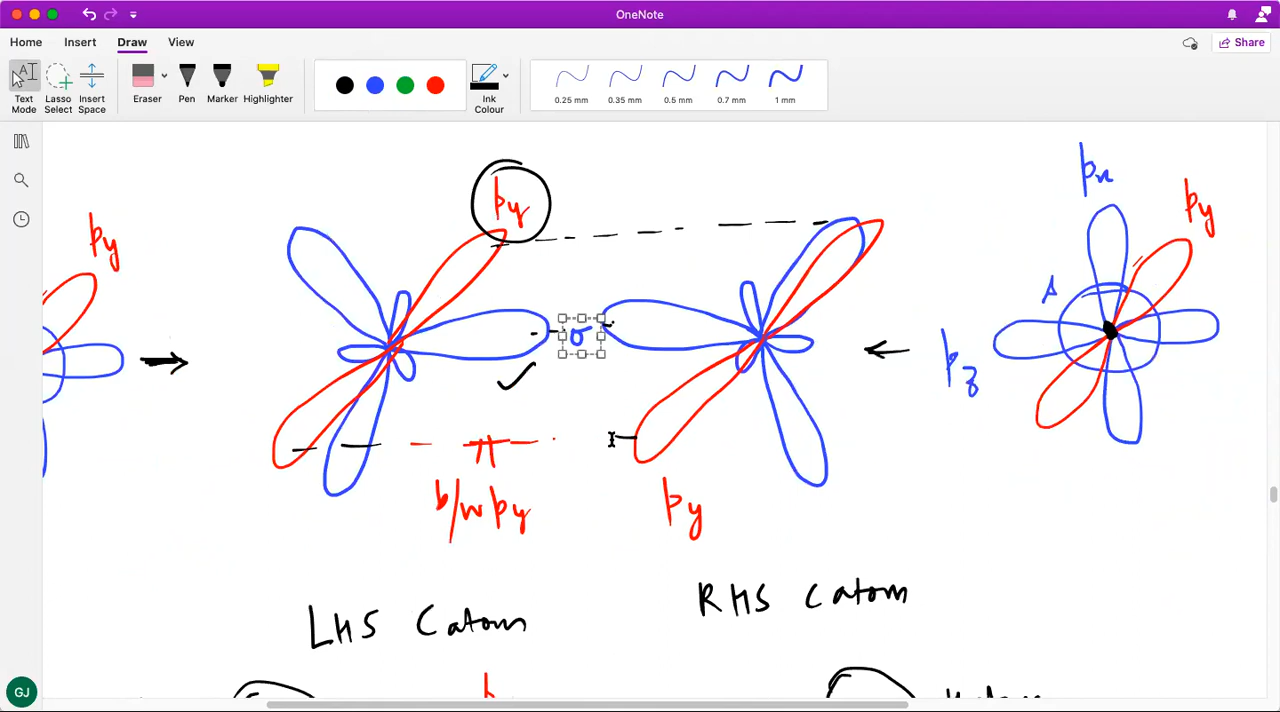 OneNote
Home Insert Draw View
Share
Text Mode
Lasso Select
Insert Space
Eraser
Pen
Marker
Highlighter
Ink Colour
0.25 mm
0.35 mm
0.5 mm
0.7 mm
1 mm
py
py
px
py
σ
pz
π
b/w py
py
LHS C atom
RHS C atom
GJ